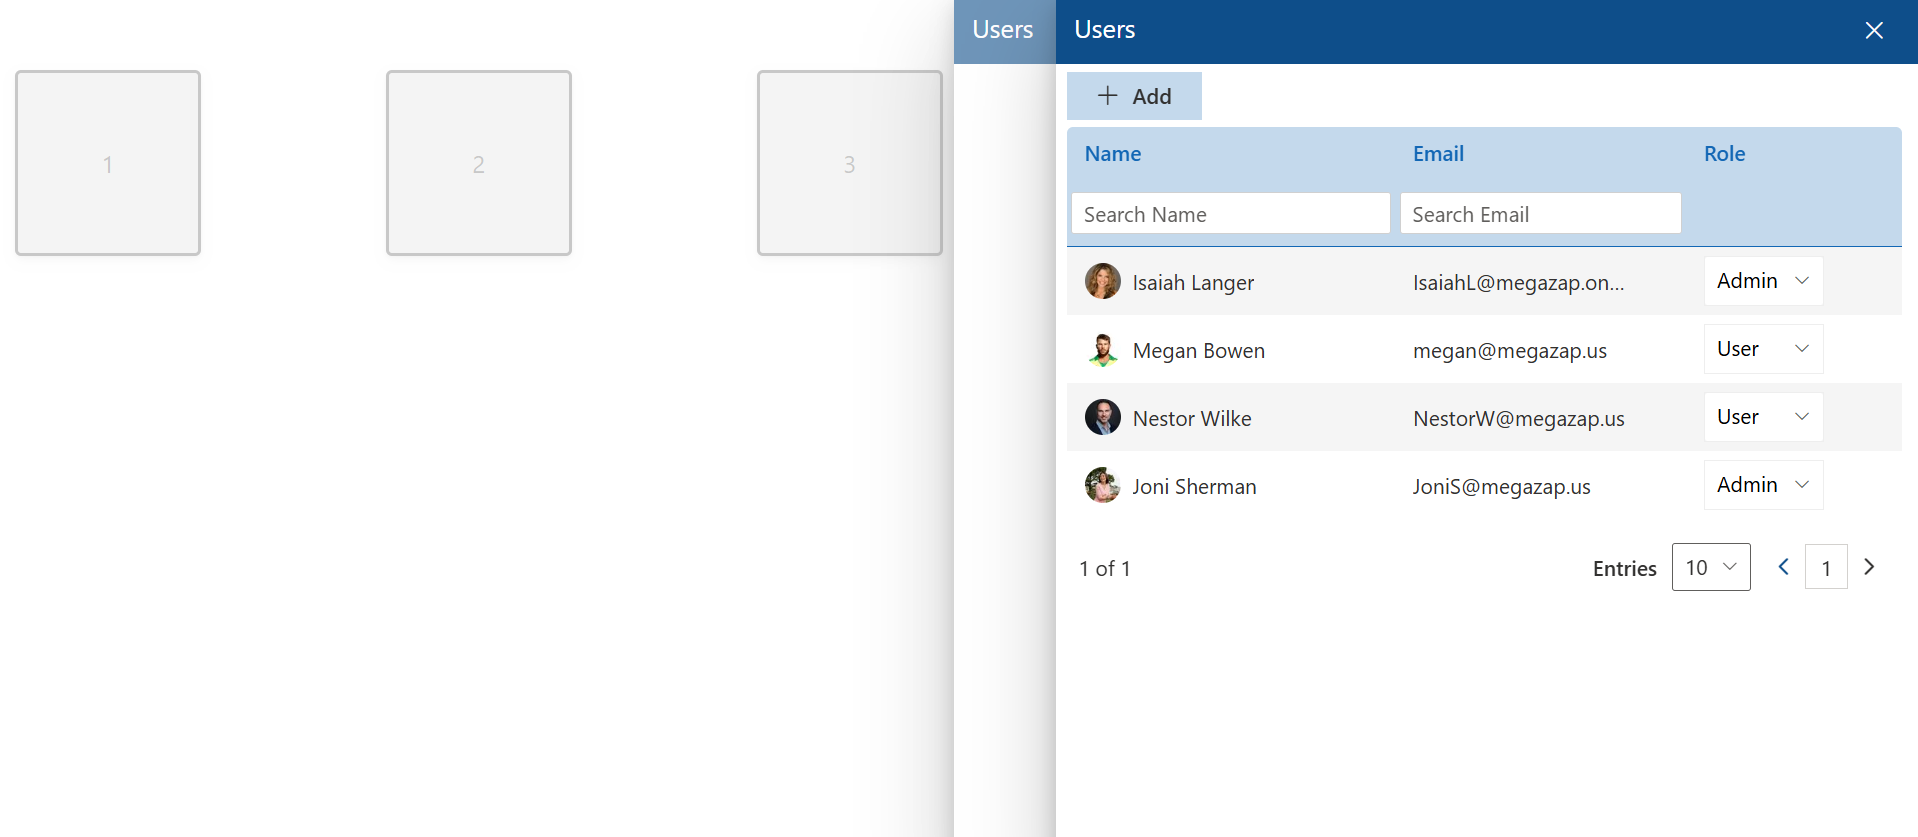 1
2
3
Users
Users
Add
Name Email Role
Search Name Search Email
Isaiah Langer IsaiahL@megazap.on... Admin
Megan Bowen megan@megazap.us User
Nestor Wilke NestorW@megazap.us User
Joni Sherman JoniS@megazap.us Admin
1 of 1 Entries 10 1